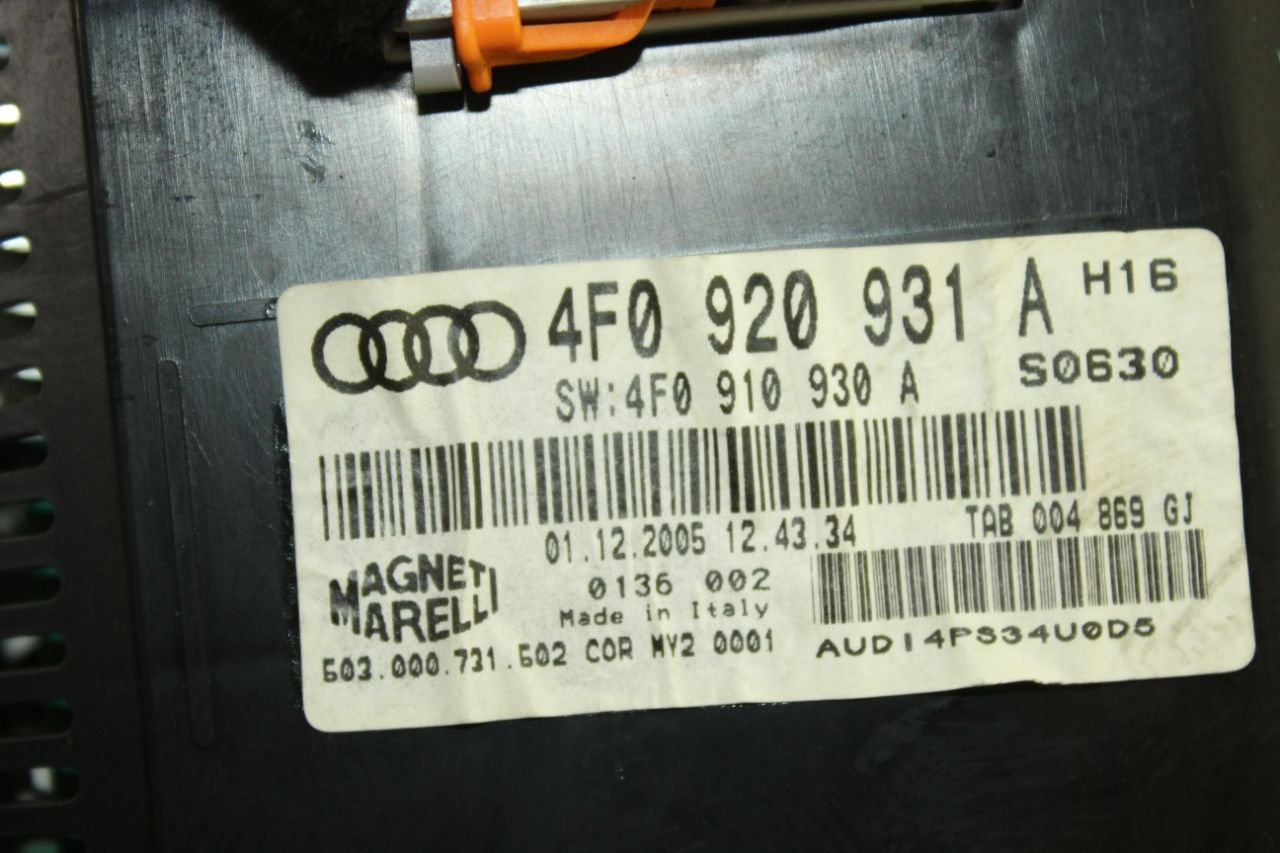 4F0 920 931 A H16
SW:4F0 910 930 A S0630
01.12.2005 12.43.34 TAB 004 869 GJ
MAGNETI MARELLI
0136 002
Made in Italy
503.000.731.602 COR MY2 0001
AUDI4PS34U0D5